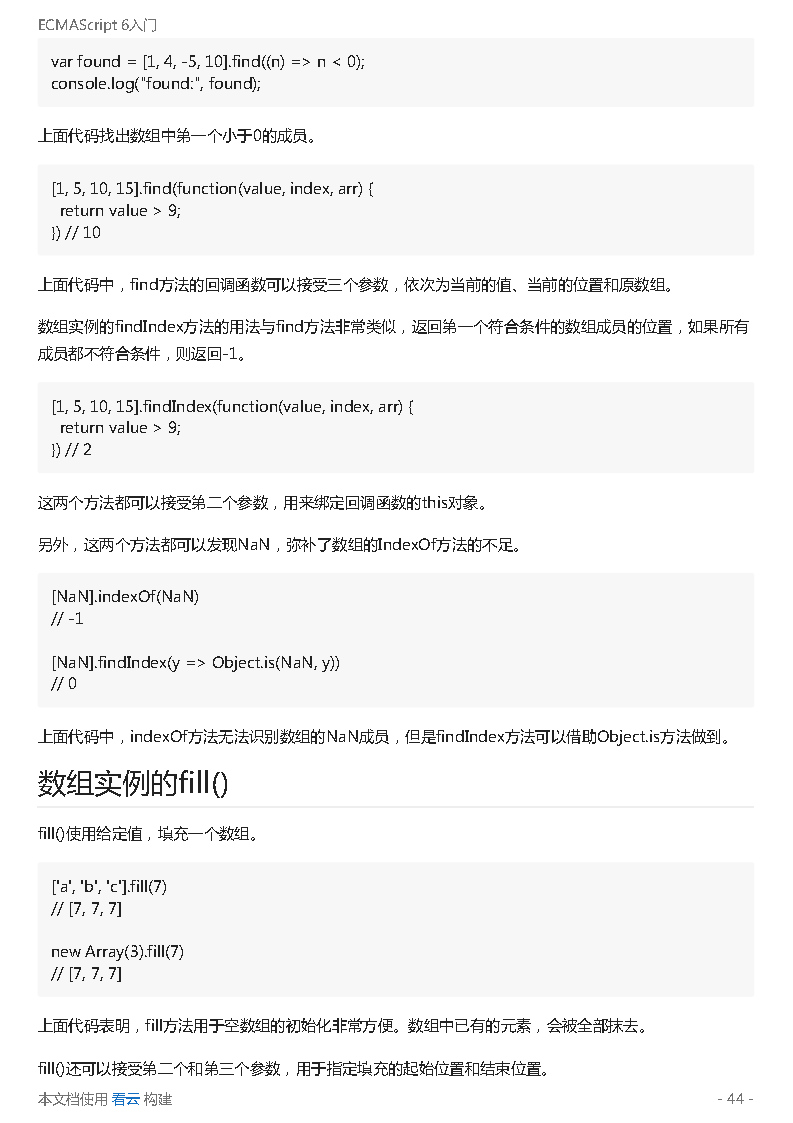 ECMAScript 6入门
var found = [1, 4, -5, 10].find((n) => n < 0);
console.log("found:", found);
上面代码找出数组中第一个小于0的成员。
[1, 5, 10, 15].find(function(value, index, arr) {
  return value > 9;
}) // 10
上面代码中，find方法的回调函数可以接受三个参数，依次为当前的值、当前的位置和原数组。
数组实例的findIndex方法的用法与find方法非常类似，返回第一个符合条件的数组成员的位置，如果所有
成员都不符合条件，则返回-1。
[1, 5, 10, 15].findIndex(function(value, index, arr) {
  return value > 9;
}) // 2
这两个方法都可以接受第二个参数，用来绑定回调函数的this对象。
另外，这两个方法都可以发现NaN，弥补了数组的IndexOf方法的不足。
[NaN].indexOf(NaN)
// -1
[NaN].findIndex(y => Object.is(NaN, y))
// 0
上面代码中，indexOf方法无法识别数组的NaN成员，但是findIndex方法可以借助Object.is方法做到。
数组实例的fill()
fill()使用给定值，填充一个数组。
['a', 'b', 'c'].fill(7)
// [7, 7, 7]
new Array(3).fill(7)
// [7, 7, 7]
上面代码表明，fill方法用于空数组的初始化非常方便。数组中已有的元素，会被全部抹去。
fill()还可以接受第二个和第三个参数，用于指定填充的起始位置和结束位置。
本文档使用 看云 构建
- 44 -